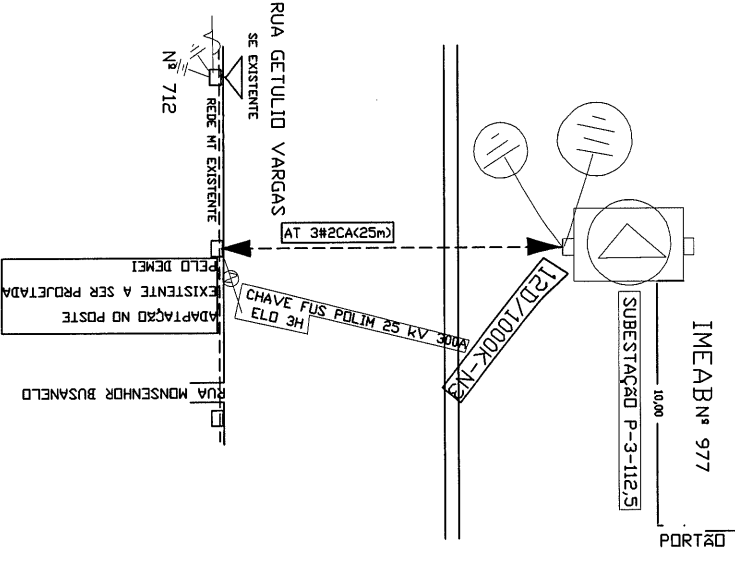 RUA GETULIO VARGAS
SE EXISTENTE
Nº 712
REDE MT EXISTENTE
AT 3#2CA(25m)
ADAPTAÇÃO NO POSTE
EXISTENTE A SER PROJETADA
PELO DEMEI
CHAVE FUS POLIM 25 kV 300A
ELO 3H
12D/1000K-N3
RUA MONSENHOR BUSANELO
SUBESTAÇÃO P-3-112,5
10,00
IMEAB Nº 977
PORTÃO